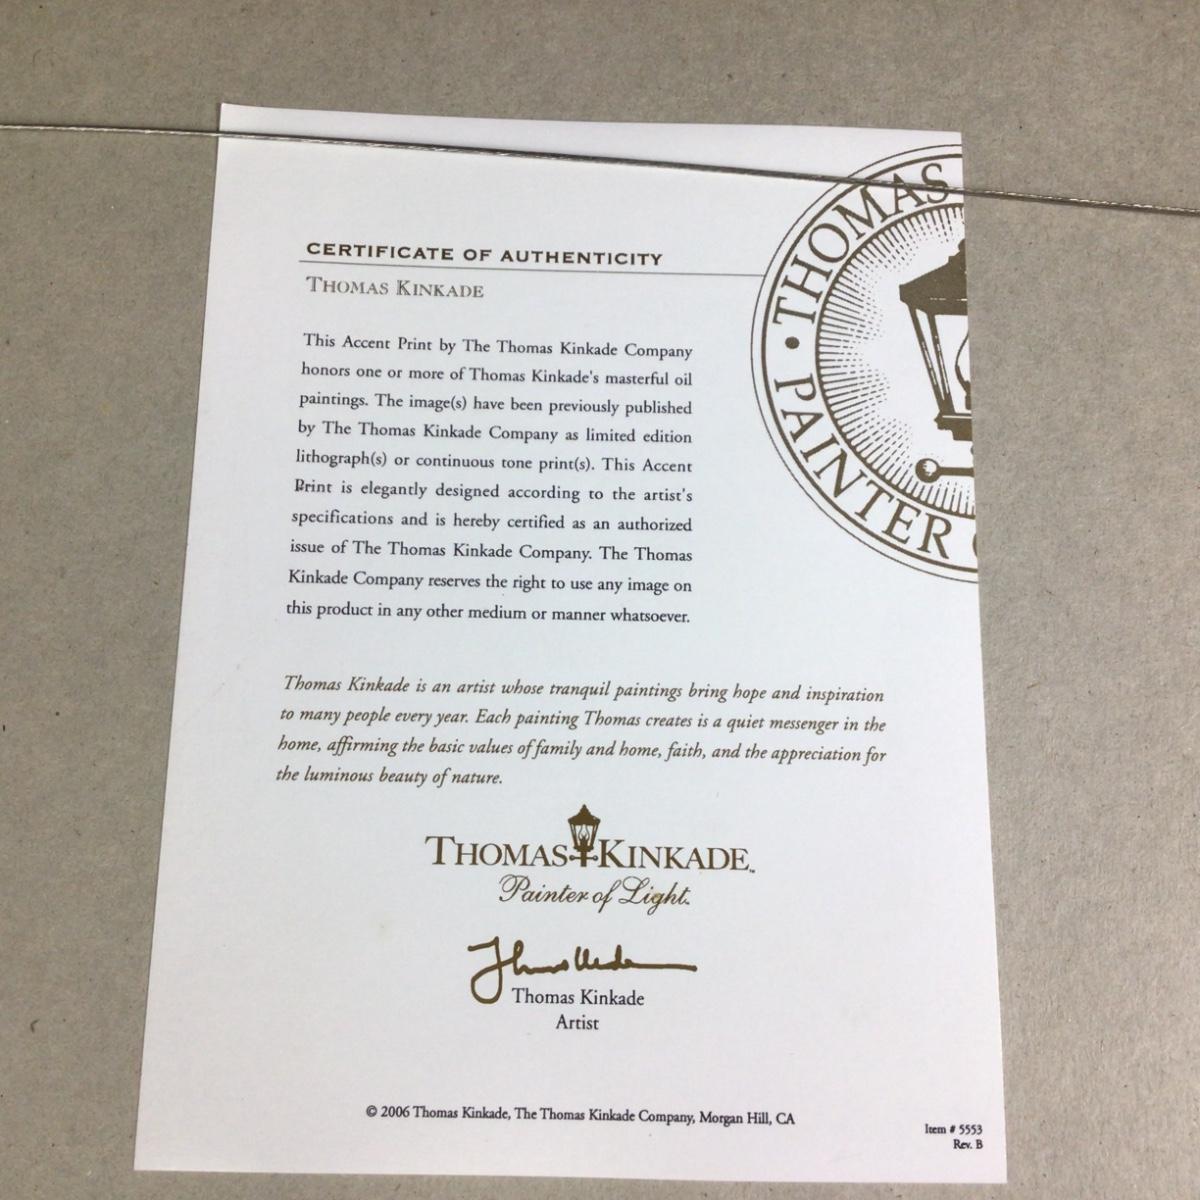 CERTIFICATE OF AUTHENTICITY
THOMAS KINKADE
This Accent Print by The Thomas Kinkade Company
honors one or more of Thomas Kinkade's masterful oil
paintings. The image(s) have been previously published
by The Thomas Kinkade Company as limited edition
lithograph(s) or continuous tone print(s). This Accent
Print is elegantly designed according to the artist's
specifications and is hereby certified as an authorized
issue of The Thomas Kinkade Company. The Thomas
Kinkade Company reserves the right to use any image on
this product in any other medium or manner whatsoever.
THOMAS
• PAINTER
Thomas Kinkade is an artist whose tranquil paintings bring hope and inspiration
to many people every year. Each painting Thomas creates is a quiet messenger in the
home, affirming the basic values of family and home, faith, and the appreciation for
the luminous beauty of nature.
THOMAS KINKADE™
Painter of Light™
Thomas Kinkade
Artist
© 2006 Thomas Kinkade, The Thomas Kinkade Company, Morgan Hill, CA
Item # 5553
Rev. B